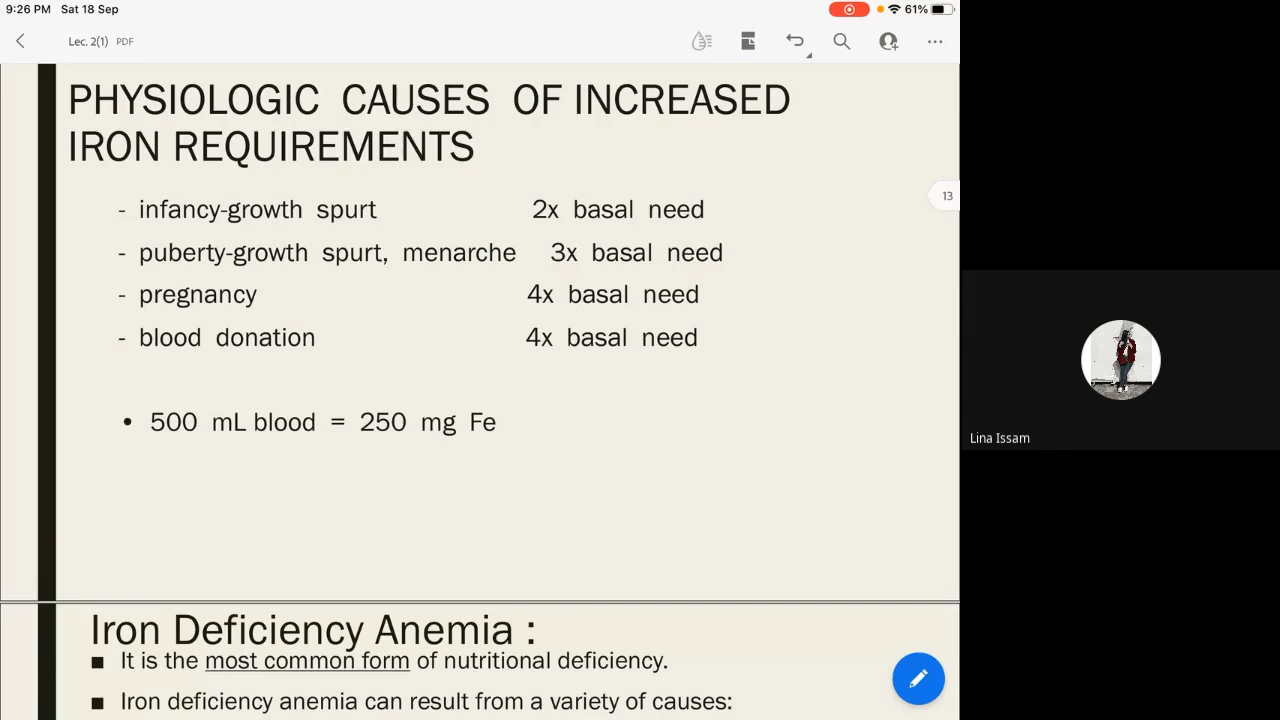 9:26 PM Sat 18 Sep
61%
Lec. 2(1) PDF
PHYSIOLOGIC CAUSES OF INCREASED
IRON REQUIREMENTS
- infancy-growth spurt 2x basal need
- puberty-growth spurt, menarche 3x basal need
- pregnancy 4x basal need
- blood donation 4x basal need
• 500 mL blood = 250 mg Fe
13
Iron Deficiency Anemia :
■ It is the most common form of nutritional deficiency.
■ Iron deficiency anemia can result from a variety of causes:
Lina Issam